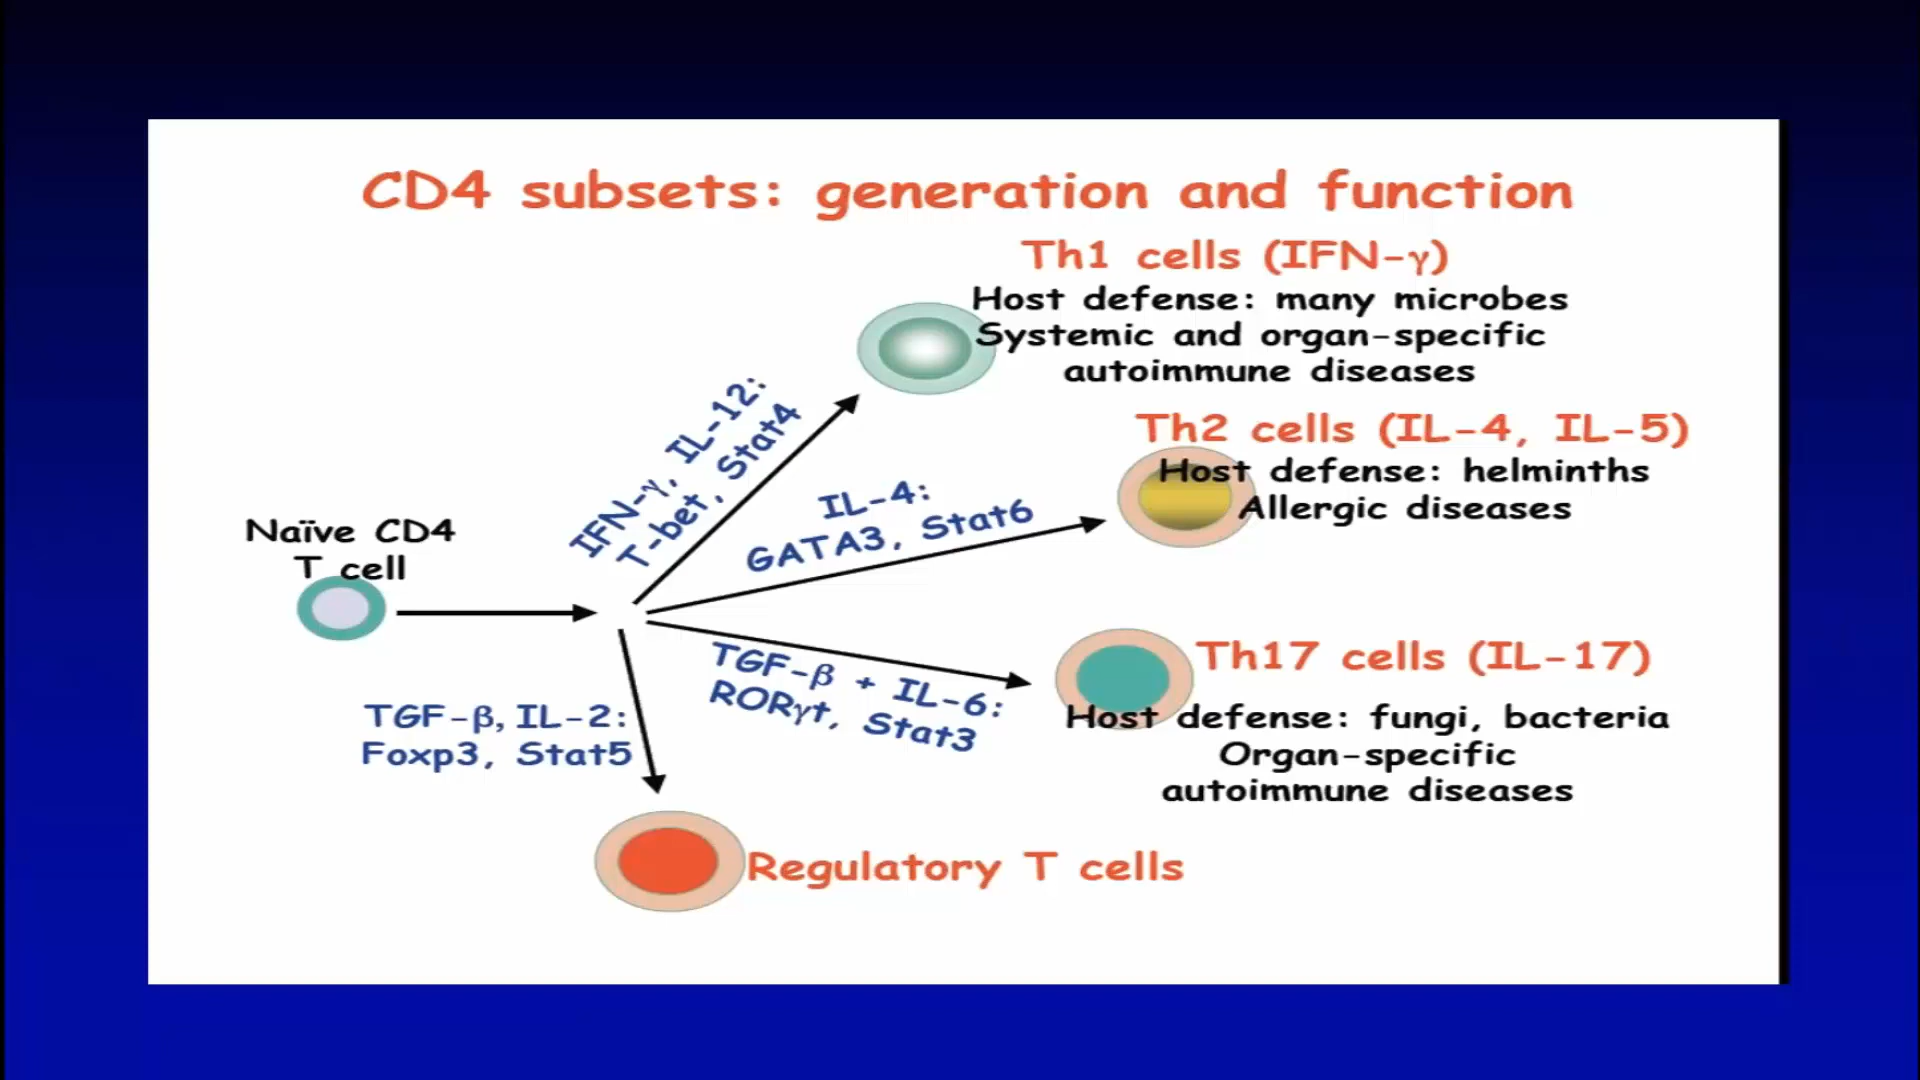 CD4 subsets: generation and function
Th1 cells (IFN-γ)
Host defense: many microbes
Systemic and organ-specific
autoimmune diseases
IFN-γ, IL-12:
T-bet, Stat4
Th2 cells (IL-4, IL-5)
Host defense: helminths
Allergic diseases
IL-4:
GATA3, Stat6
Naïve CD4
T cell
TGF-β + IL-6:
RORγt, Stat3
Th17 cells (IL-17)
Host defense: fungi, bacteria
Organ-specific
autoimmune diseases
TGF-β, IL-2:
Foxp3, Stat5
Regulatory T cells